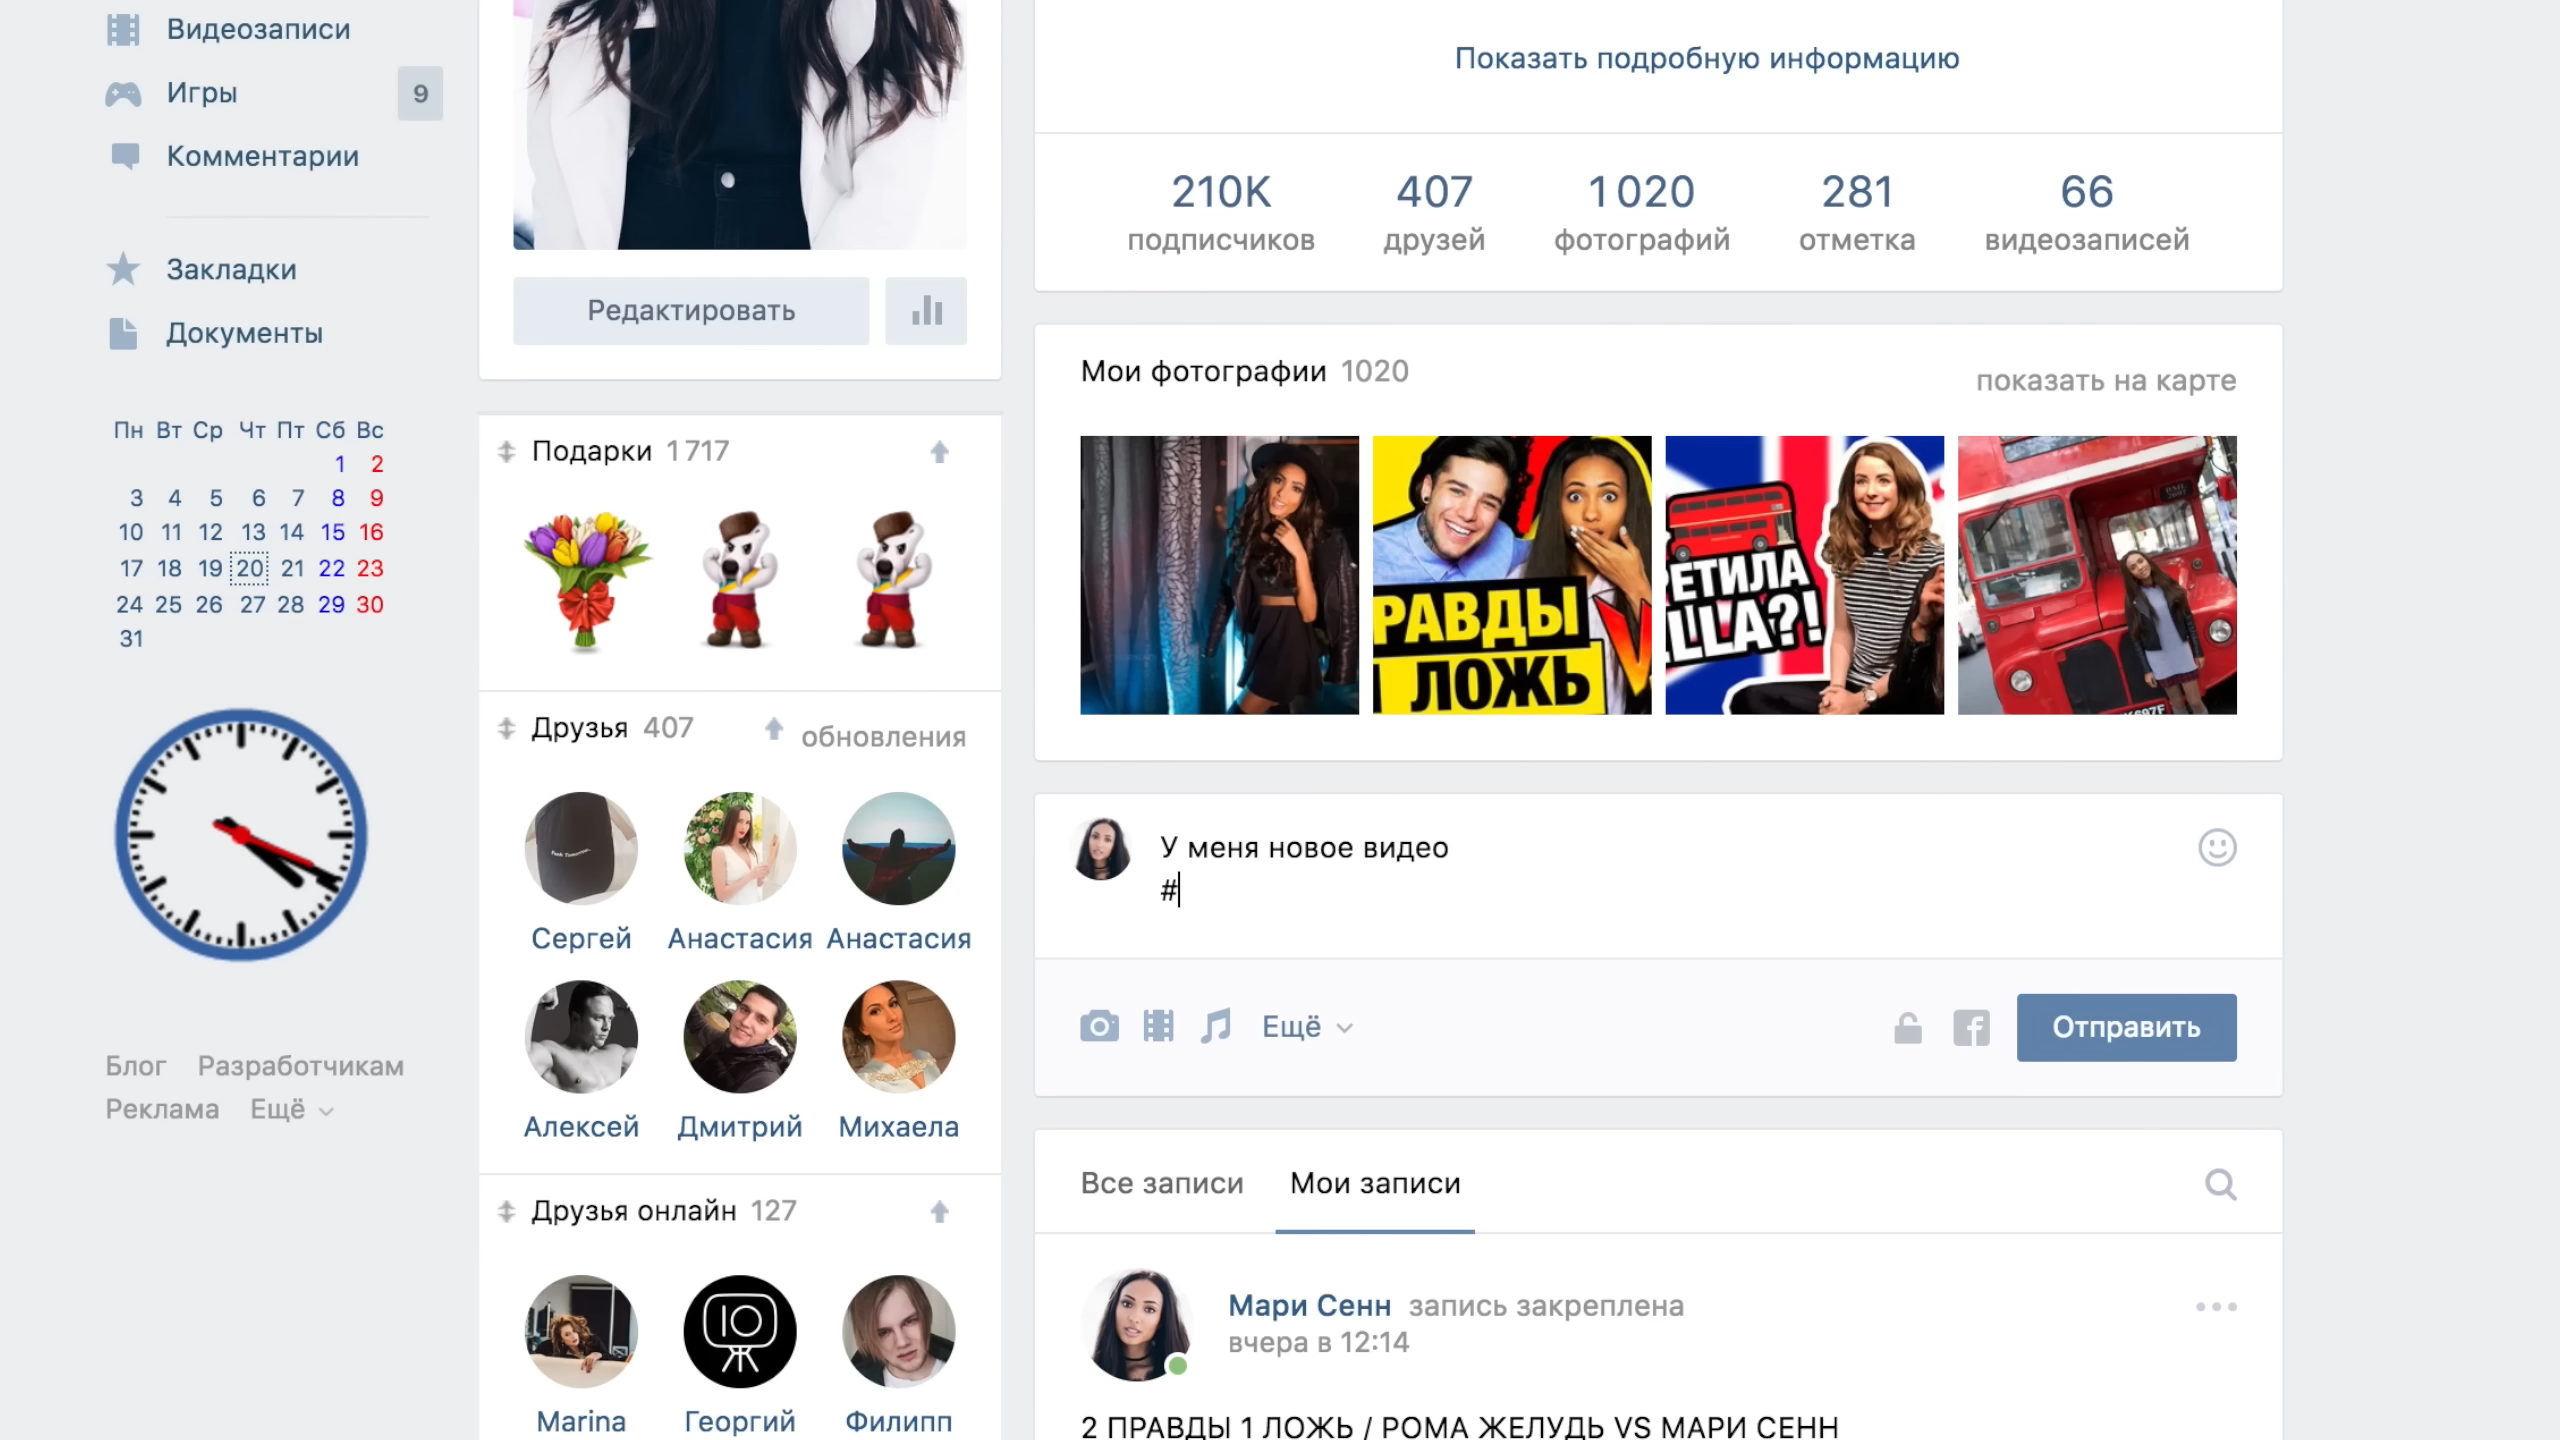 Видеозаписи
Игры 9
Комментарии
Закладки
Документы
Пн Вт Ср Чт Пт Сб Вс
1 2
3 4 5 6 7 8 9
10 11 12 13 14 15 16
17 18 19 20 21 22 23
24 25 26 27 28 29 30
31
Блог Разработчикам
Реклама Ещё
Редактировать
Подарки 1 717
Друзья 407 обновления
Сергей Анастасия Анастасия
Алексей Дмитрий Михаела
Друзья онлайн 127
Marina Георгий Филипп
Показать подробную информацию
210K 407 1 020 281 66
подписчиков друзей фотографий отметка видеозаписей
Мои фотографии 1020
показать на карте
РАВДЫ
1 ЛОЖЬ
ЕТИЛА
LLA?!
У меня новое видео
#
Ещё
Отправить
Все записи Мои записи
Мари Сенн запись закреплена
вчера в 12:14
2 ПРАВДЫ 1 ЛОЖЬ / РОМА ЖЕЛУДЬ VS МАРИ СЕНН